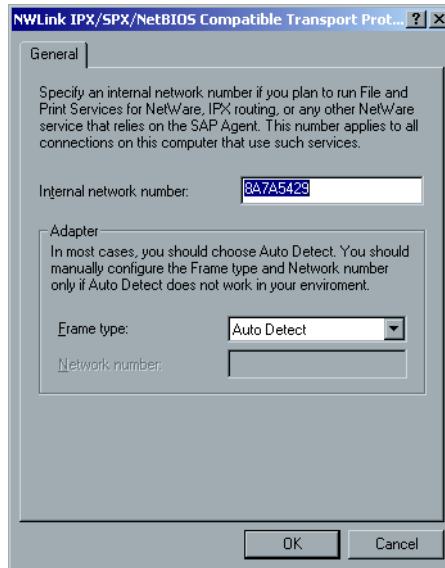 NWLink IPX/SPX/NetBIOS Compatible Transport Prot...
General
Specify an internal network number if you plan to run File and
Print Services for NetWare, IPX routing, or any other NetWare
service that relies on the SAP Agent. This number applies to all
connections on this computer that use such services.
Internal network number: 8A7A5429
Adapter
In most cases, you should choose Auto Detect. You should
manually configure the Frame type and Network number
only if Auto Detect does not work in your enviroment.
Frame type: Auto Detect
Network number:
OK Cancel